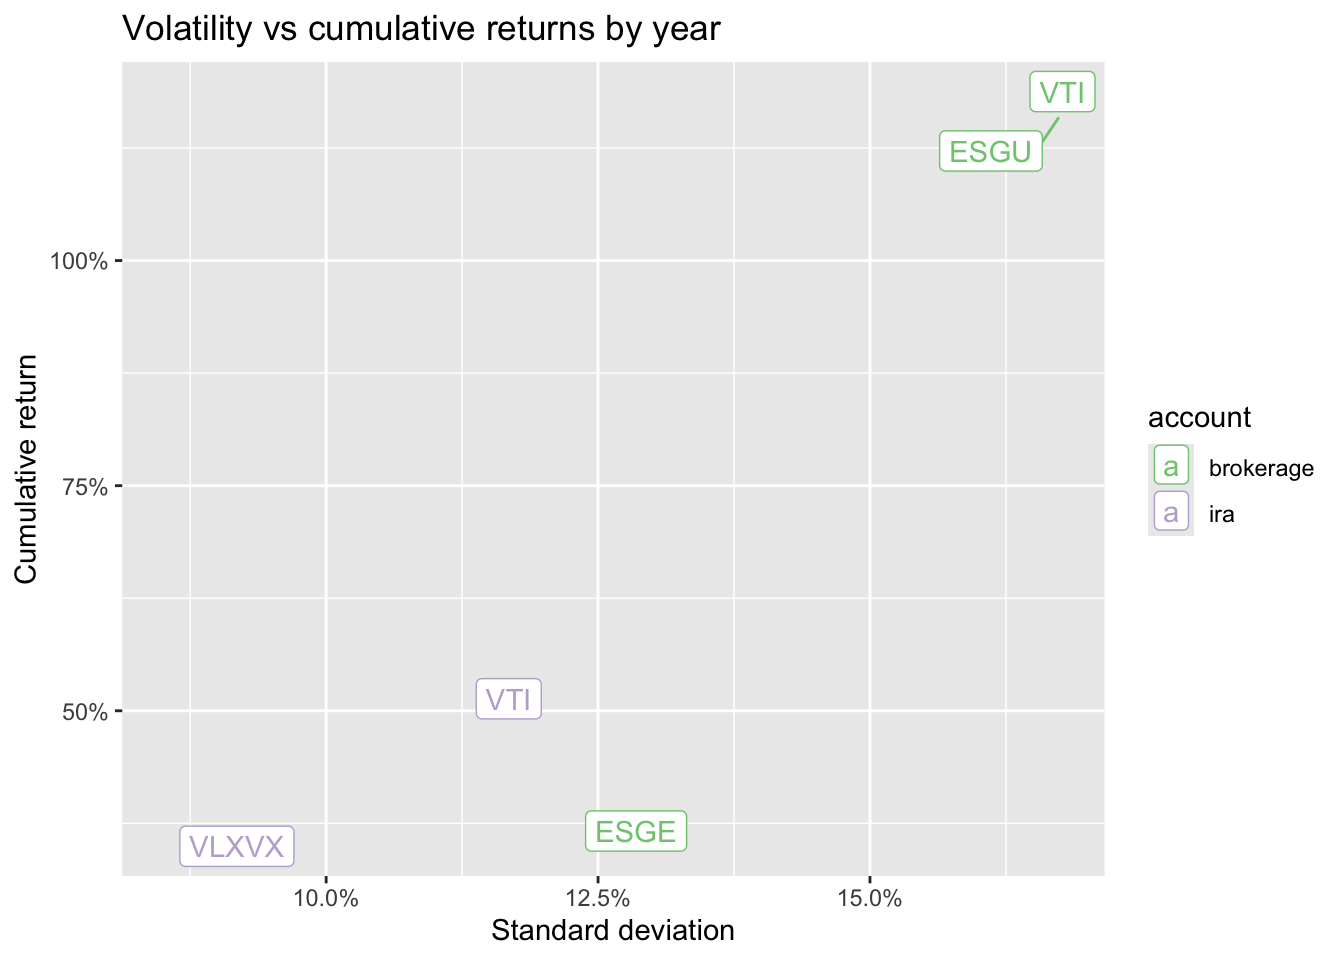 Volatility vs cumulative returns by year
VTI
ESGU
100%
75%
50%
VTI
ESGE
VLXVX
10.0%
12.5%
15.0%
Standard deviation
Cumulative return
account
a brokerage
a ira